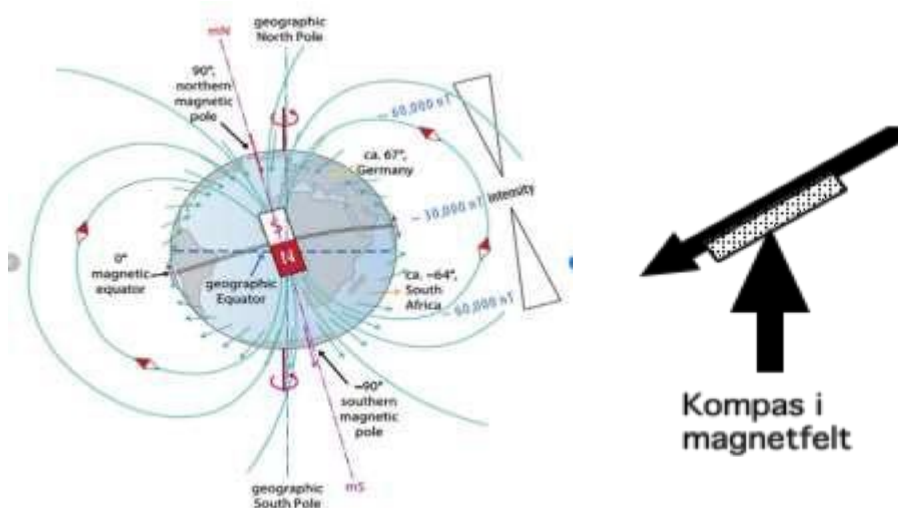 geographic
North Pole
mN
90°,
northern
magnetic
pole
~ 60,000 nT
ca. 67°,
Germany
~ 30,000 nT
intensity
0°
magnetic
equator
S
N
geographic
Equator
ca. –64°,
South
Africa
~ 60,000 nT
–90°
southern
magnetic
pole
geographic
South Pole
mS
Kompas i
magnetfelt